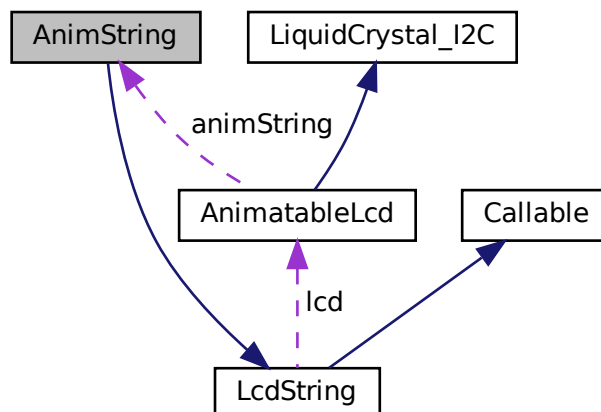 AnimString
LiquidCrystal_I2C
animString
AnimatableLcd
Callable
lcd
LcdString